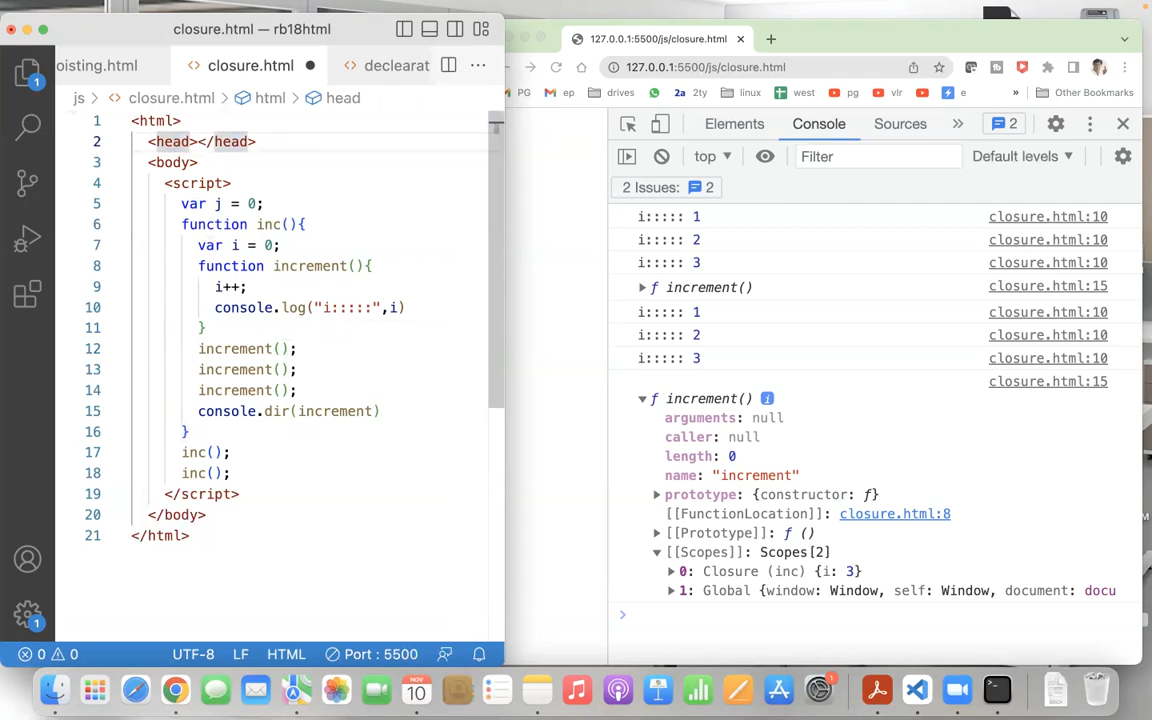 closure.html — rb18html
oisting.html
closure.html
declearat
js > closure.html > html > head
1 <html>
2 <head></head>
3 <body>
4 <script>
5 var j = 0;
6 function inc(){
7 var i = 0;
8 function increment(){
9 i++;
10 console.log("i:::::",i)
11 }
12 increment();
13 increment();
14 increment();
15 console.dir(increment)
16 }
17 inc();
18 inc();
19 </script>
20 </body>
21 </html>
1
1
0 0 UTF-8 LF HTML Port : 5500
127.0.0.1:5500/js/closure.html
127.0.0.1:5500/js/closure.html
PG ep drives 2a 2ty linux west pg vlr e » Other Bookmarks
Elements Console Sources » 2
top Filter Default levels
2 Issues: 2
i::::: 1 closure.html:10
i::::: 2 closure.html:10
i::::: 3 closure.html:10
f increment() closure.html:15
i::::: 1 closure.html:10
i::::: 2 closure.html:10
i::::: 3 closure.html:10
closure.html:15
f increment() i
arguments: null
caller: null
length: 0
name: "increment"
prototype: {constructor: f}
[[FunctionLocation]]: closure.html:8
[[Prototype]]: f ()
[[Scopes]]: Scopes[2]
0: Closure (inc) {i: 3}
1: Global {window: Window, self: Window, document: docu
>
NOV
10
1